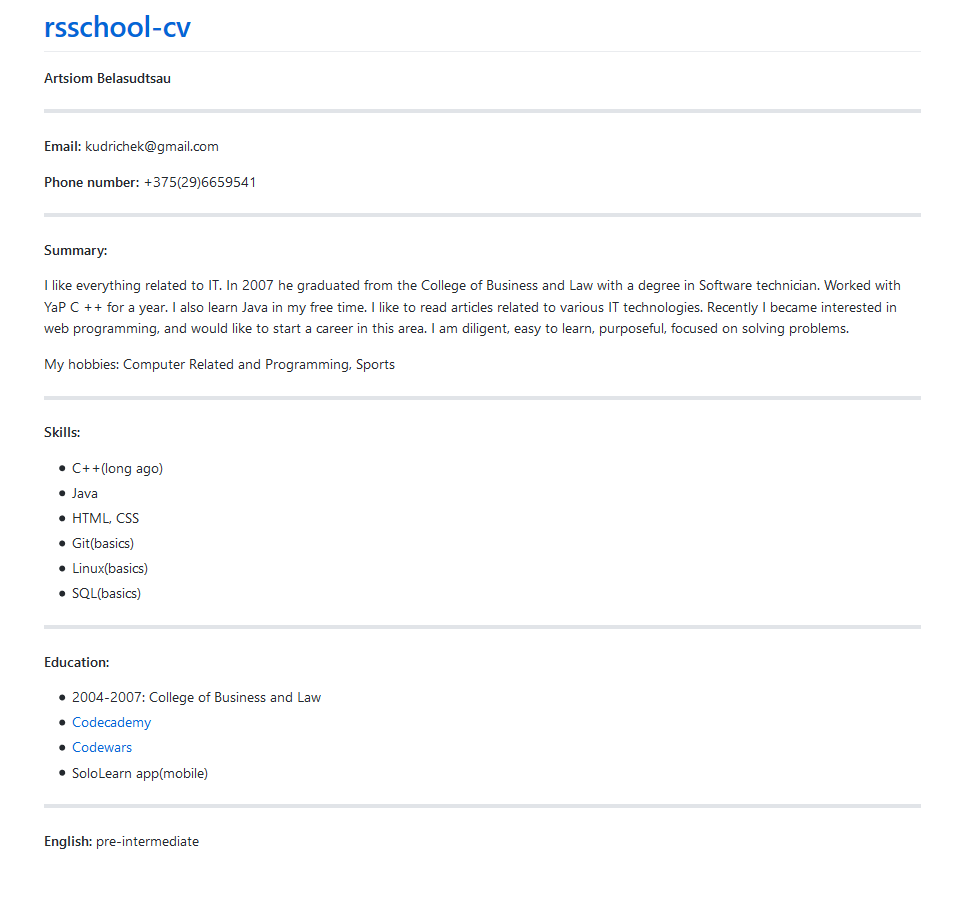 rsschool-cv
Artsiom Belasudtsau
Email: kudrichek@gmail.com
Phone number: +375(29)6659541
Summary:
I like everything related to IT. In 2007 he graduated from the College of Business and Law with a degree in Software technician. Worked with
YaP C ++ for a year. I also learn Java in my free time. I like to read articles related to various IT technologies. Recently I became interested in
web programming, and would like to start a career in this area. I am diligent, easy to learn, purposeful, focused on solving problems.
My hobbies: Computer Related and Programming, Sports
Skills:
• C++(long ago)
• Java
• HTML, CSS
• Git(basics)
• Linux(basics)
• SQL(basics)
Education:
• 2004-2007: College of Business and Law
• Codecademy
• Codewars
• SoloLearn app(mobile)
English: pre-intermediate